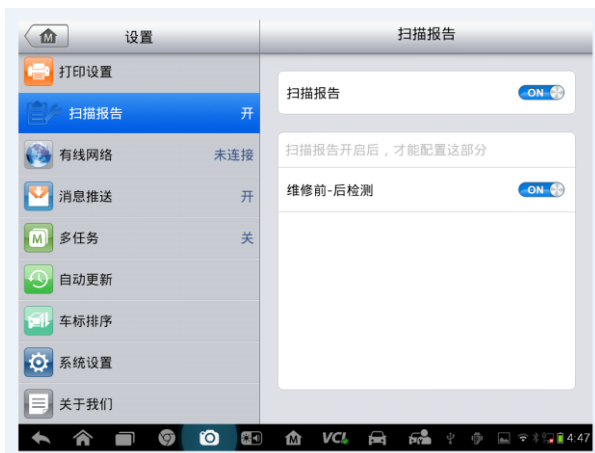 M
设置
扫描报告
打印设置
扫描报告
开
扫描报告
ON
有线网络
未连接
扫描报告开启后，才能配置这部分
消息推送
开
维修前-后检测
ON
M
多任务
关
自动更新
车标排序
系统设置
关于我们
M
VCI
4:47